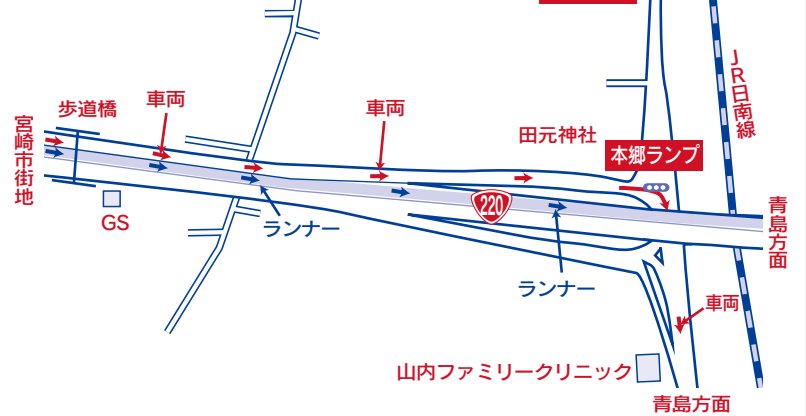 JR日南線
歩道橋
車両
車両
田元神社
本郷ランプ
宮崎市街地
GS
220
ランナー
青島方面
ランナー
車両
山内ファミリークリニック
青島方面